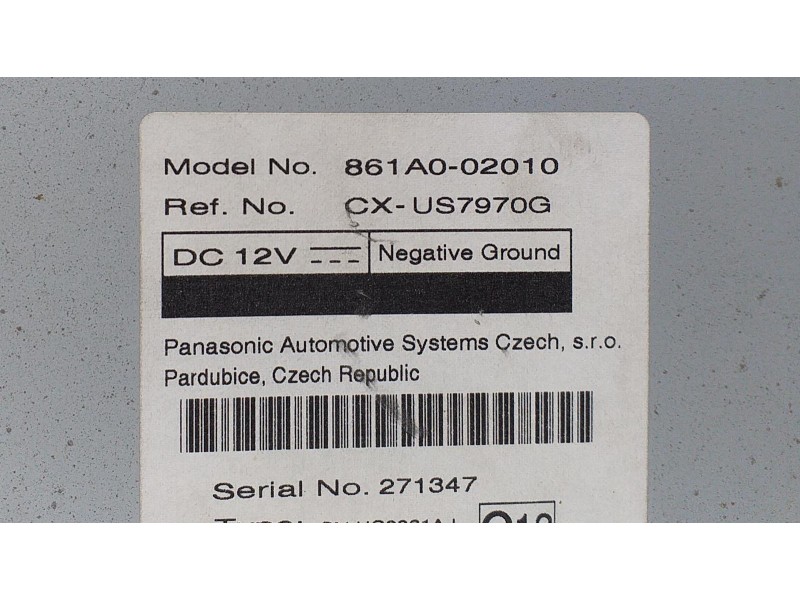 Model No. 861A0-02010
Ref. No. CX-US7970G
DC 12V Negative Ground
Panasonic Automotive Systems Czech, s.r.o.
Pardubice, Czech Republic
Serial No. 271347